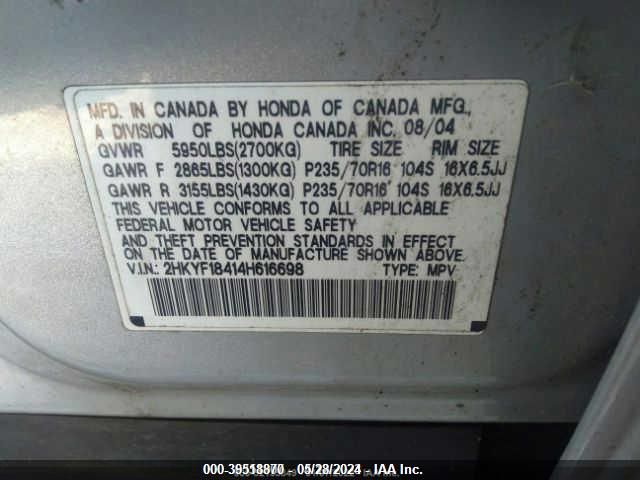 MFD. IN CANADA BY HONDA OF CANADA MFG.,
A DIVISION OF HONDA CANADA INC. 08/04
GVWR 5950LBS(2700KG) TIRE SIZE RIM SIZE
GAWR F 2865LBS(1300KG) P235/70R16 104S 16X6.5JJ
GAWR R 3155LBS(1430KG) P235/70R16 104S 16X6.5JJ
THIS VEHICLE CONFORMS TO ALL APPLICABLE
FEDERAL MOTOR VEHICLE SAFETY
AND THEFT PREVENTION STANDARDS IN EFFECT
ON THE DATE OF MANUFACTURE SHOWN ABOVE.
V.I.N.: 2HKYF18414H616698 TYPE: MPV
000-39518870 - 05/28/2024 - IAA Inc.